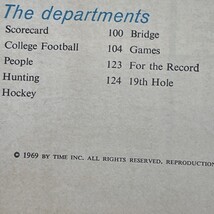 The departments
Scorecard 100 Bridge
College Football 104 Games
People 123 For the Record
Hunting 124 19th Hole
Hockey
© 1969 BY TIME INC. ALL RIGHTS RESERVED, REPRODUCTION